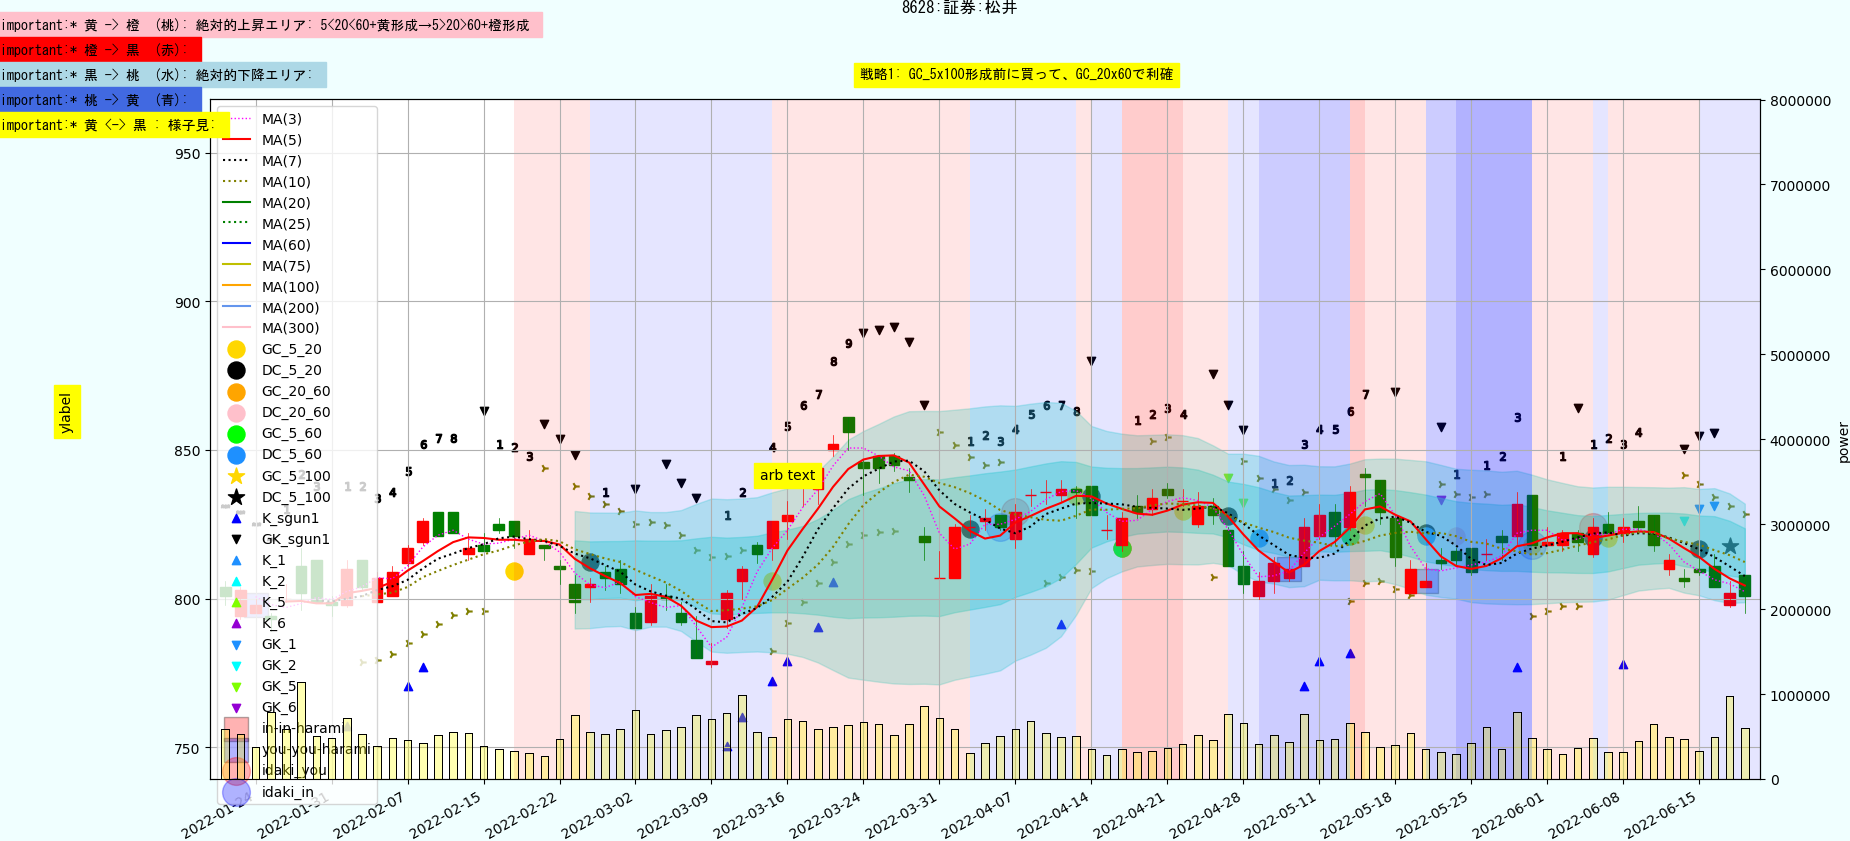 8628:証券:松井
important:* 黄 -> 橙 (桃): 絶対的上昇エリア: 5<20<60+黄形成→5>20>60+橙形成
important:* 橙 -> 黒 (赤):
important:* 黒 -> 桃 (水): 絶対的下降エリア:
戦略1: GC_5x100形成前に買って、GC_20x60で利確
important:* 桃 -> 黄 (青):
important:* 黄 <-> 黒 : 様子見:
MA(3)
MA(5)
MA(7)
MA(10)
MA(20)
MA(25)
MA(60)
MA(75)
MA(100)
MA(200)
MA(300)
GC_5_20
DC_5_20
GC_20_60
DC_20_60
GC_5_60
DC_5_60
GC_5_100
DC_5_100
K_sgun1
GK_sgun1
K_1
K_2
K_5
K_6
GK_1
GK_2
GK_5
GK_6
in-in-harami
you-you-harami
idaki_you
idaki_in
950
900
850
800
750
ylabel
arb text
8000000
7000000
6000000
5000000
4000000
3000000
2000000
1000000
0
power
2022-01-24
2022-01-31
2022-02-07
2022-02-15
2022-02-22
2022-03-02
2022-03-09
2022-03-16
2022-03-24
2022-03-31
2022-04-07
2022-04-14
2022-04-21
2022-04-28
2022-05-11
2022-05-18
2022-05-25
2022-06-01
2022-06-08
2022-06-15